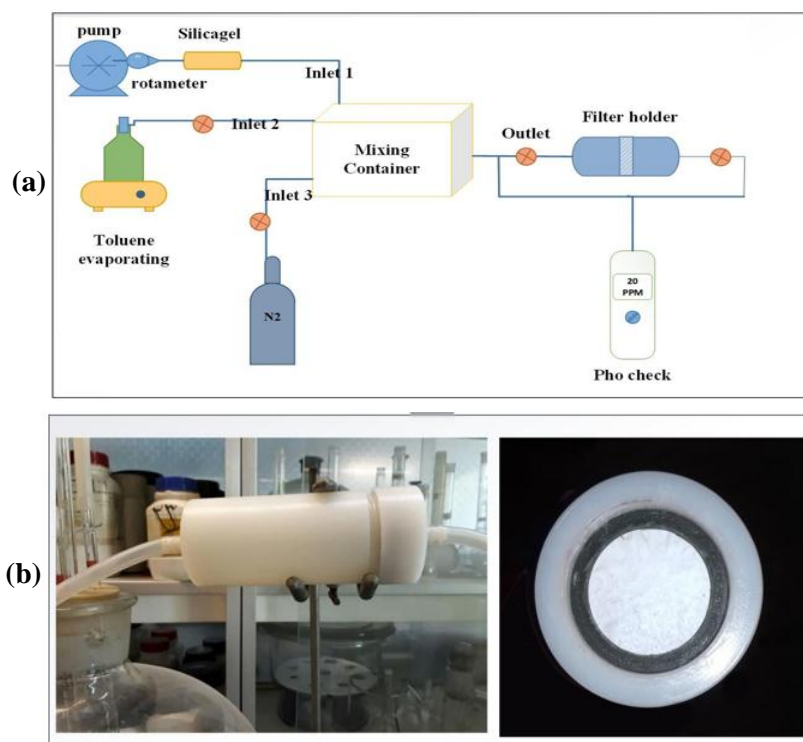 pump
Silicagel
rotameter
Inlet 1
Inlet 2
Outlet
Filter holder
Mixing
Container
(a)
Inlet 3
Toluene
evaporating
20
PPM
N2
Pho check
(b)